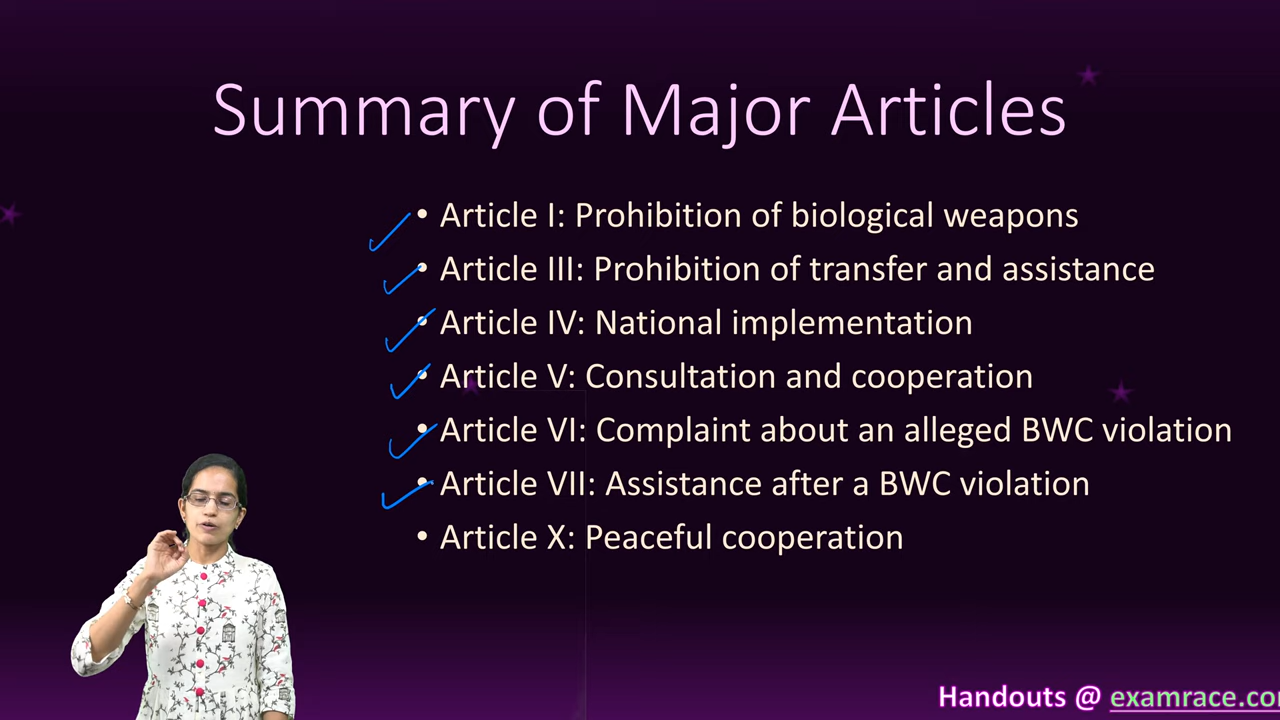 Summary of Major Articles
• Article I: Prohibition of biological weapons
• Article III: Prohibition of transfer and assistance
• Article IV: National implementation
• Article V: Consultation and cooperation
• Article VI: Complaint about an alleged BWC violation
• Article VII: Assistance after a BWC violation
• Article X: Peaceful cooperation
Handouts @ examrace.co